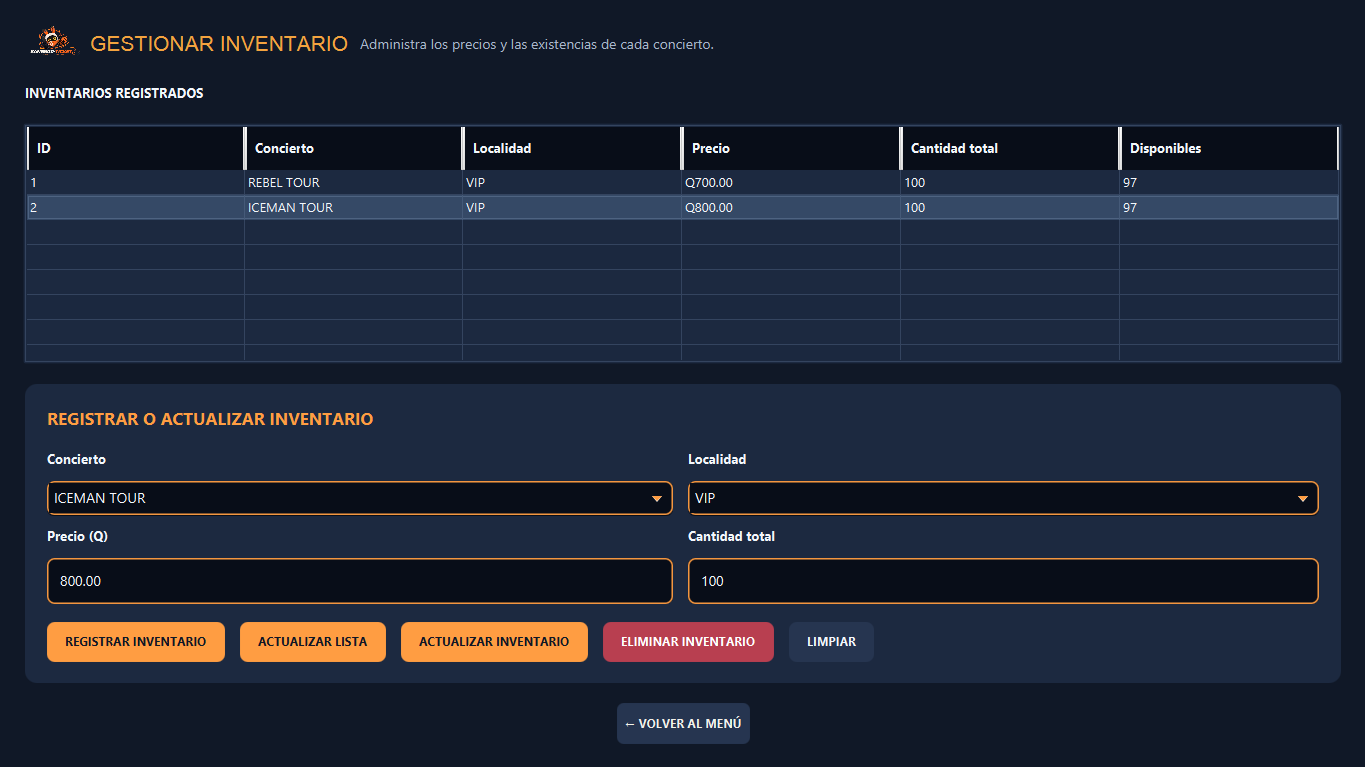 GESTIONAR INVENTARIO Administra los precios y las existencias de cada concierto.
INVENTARIOS REGISTRADOS
ID Concierto Localidad Precio Cantidad total Disponibles
1 REBEL TOUR VIP Q700.00 100 97
2 ICEMAN TOUR VIP Q800.00 100 97
REGISTRAR O ACTUALIZAR INVENTARIO
Concierto Localidad
ICEMAN TOUR VIP
Precio (Q) Cantidad total
800.00 100
REGISTRAR INVENTARIO ACTUALIZAR LISTA ACTUALIZAR INVENTARIO ELIMINAR INVENTARIO LIMPIAR
← VOLVER AL MENÚ